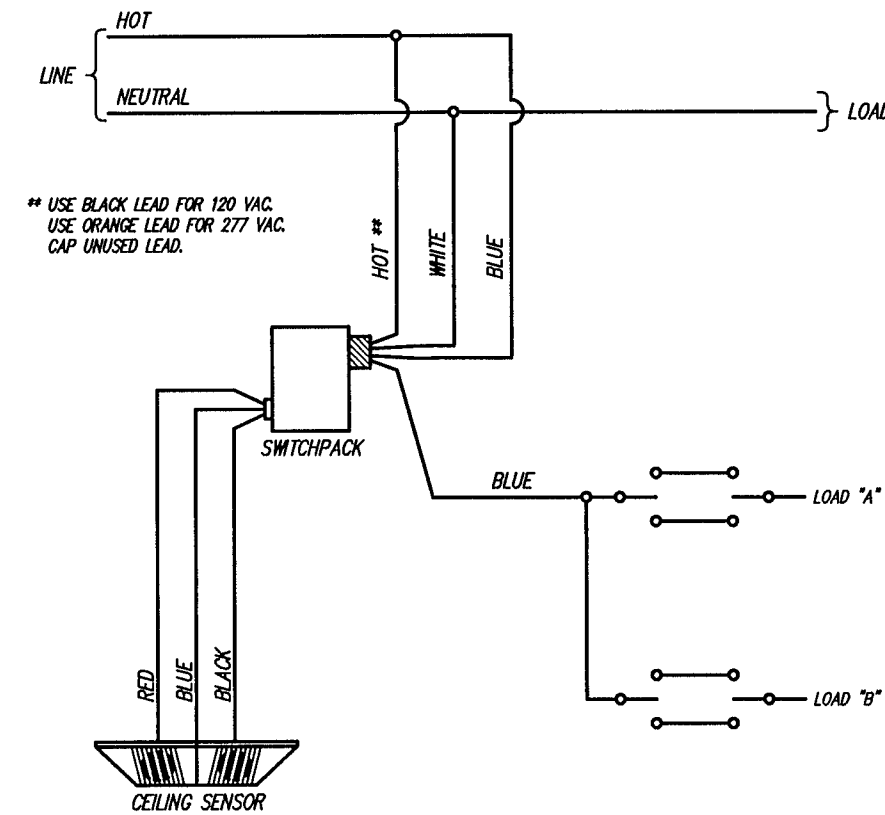 HOT
LINE
NEUTRAL
LOAD
** USE BLACK LEAD FOR 120 VAC.
USE ORANGE LEAD FOR 277 VAC.
CAP UNUSED LEAD.
HOT **
WHITE
BLUE
SWITCHPACK
BLUE
LOAD "A"
RED
BLUE
BLACK
LOAD "B"
CEILING SENSOR